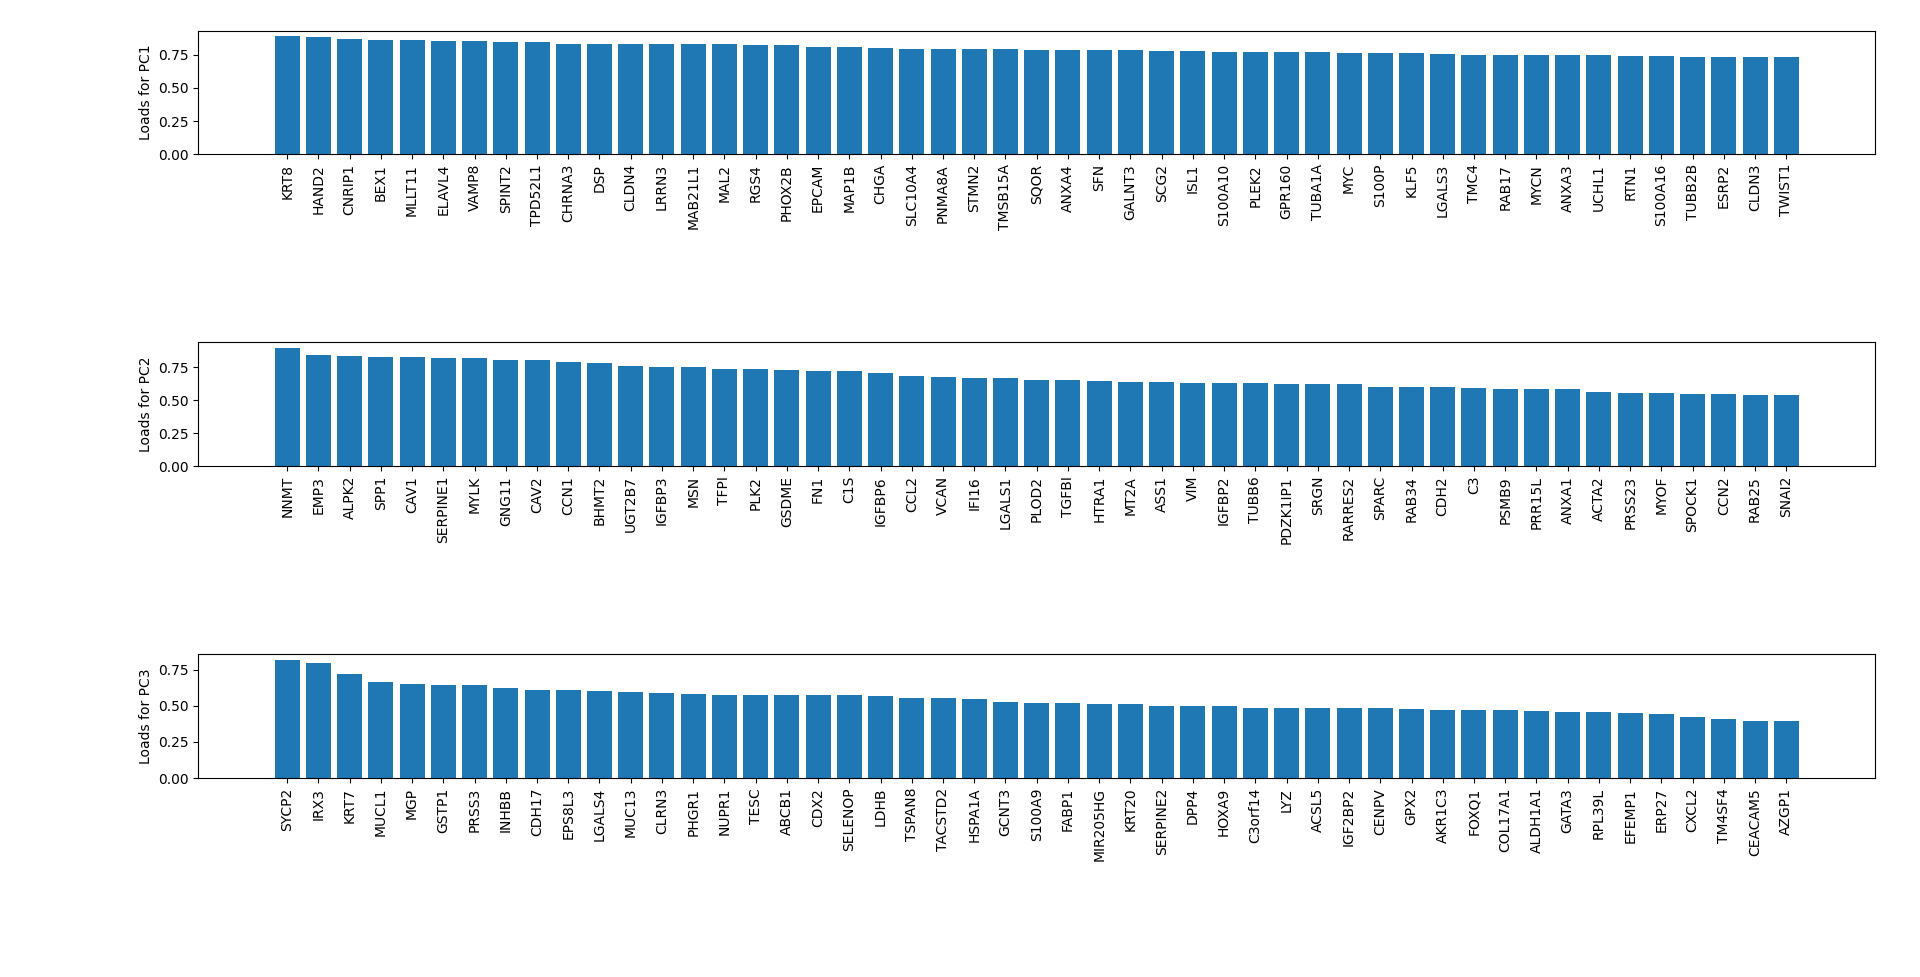 Loads for PC1
0.75
0.50
0.25
0.00
KRT8 HAND2 CNRIP1 BEX1 MLLT11 ELAVL4 VAMP8 SPINT2 TPD52L1 CHRNA3 DSP CLDN4 LRRN3 MAB21L1 MAL2 RGS4 PHOX2B EPCAM MAP1B CHGA SLC10A4 PNMA8A STMN2 TMSB15A SQOR ANXA4 SFN GALNT3 SCG2 ISL1 S100A10 PLEK2 GPR160 TUBA1A MYC S100P KLF5 LGALS3 TMC4 RAB17 MYCN ANXA3 UCHL1 RTN1 S100A16 TUBB2B ESRP2 CLDN3 TWIST1
Loads for PC2
0.75
0.50
0.25
0.00
NNMT EMP3 ALPK2 SPP1 CAV1 SERPINE1 MYLK GNG11 CAV2 CCN1 BHMT2 UGT2B7 IGFBP3 MSN TFPI PLK2 GSDME FN1 C1S IGFBP6 CCL2 VCAN IFI16 LGALS1 PLOD2 TGFBI HTRA1 MT2A ASS1 VIM IGFBP2 TUBB6 PDZK1IP1 SRGN RARRES2 SPARC RAB34 CDH2 C3 PSMB9 PRR15L ANXA1 ACTA2 PRSS23 MYOF SPOCK1 CCN2 RAB25 SNAI2
Loads for PC3
0.75
0.50
0.25
0.00
SYCP2 IRX3 KRT7 MUCL1 MGP GSTP1 PRSS3 INHBB CDH17 EPS8L3 LGALS4 MUC13 CLRN3 PHGR1 NUPR1 TESC ABCB1 CDX2 SELENOP LDHB TSPAN8 TACSTD2 HSPA1A GCNT3 S100A9 FABP1 MIR205HG KRT20 SERPINE2 DPP4 HOXA9 C3orf14 LYZ ACSL5 IGF2BP2 CENPV GPX2 AKR1C3 FOXQ1 COL17A1 ALDH1A1 GATA3 RPL39L EFEMP1 ERP27 CXCL2 TM4SF4 CEACAM5 AZGP1